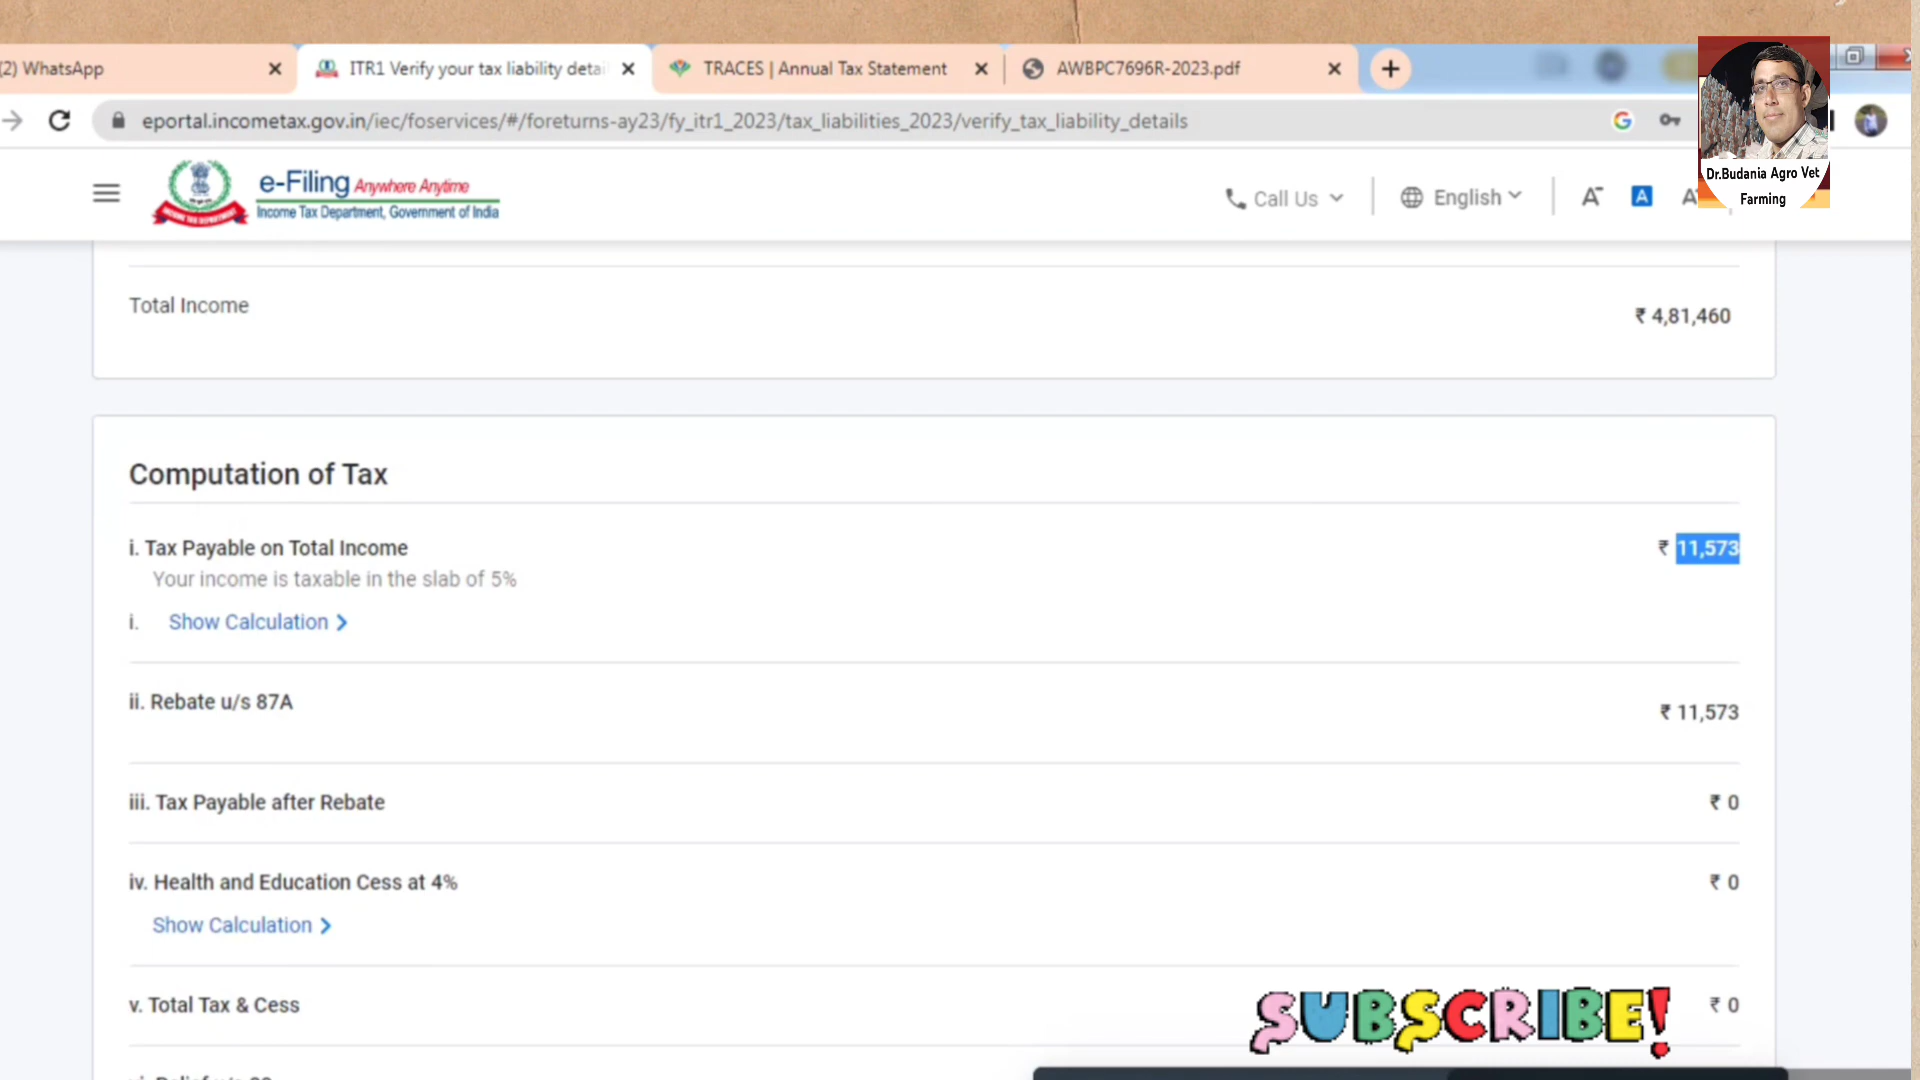 (2) WhatsApp
ITR1 Verify your tax liability detai
TRACES | Annual Tax Statement
AWBPC7696R-2023.pdf
eportal.incometax.gov.in/iec/foservices/#/foreturns-ay23/fy_itr1_2023/tax_liabilities_2023/verify_tax_liability_details
Dr.Budania Agro Vet
Farming
e-Filing Anywhere Anytime
Income Tax Department, Government of India
Call Us
English
A-
A
A
Total Income
₹ 4,81,460
Computation of Tax
i. Tax Payable on Total Income
₹ 11,573
Your income is taxable in the slab of 5%
i. Show Calculation
ii. Rebate u/s 87A
₹ 11,573
iii. Tax Payable after Rebate
₹ 0
iv. Health and Education Cess at 4%
₹ 0
Show Calculation
v. Total Tax & Cess
₹ 0
SUBSCRIBE!